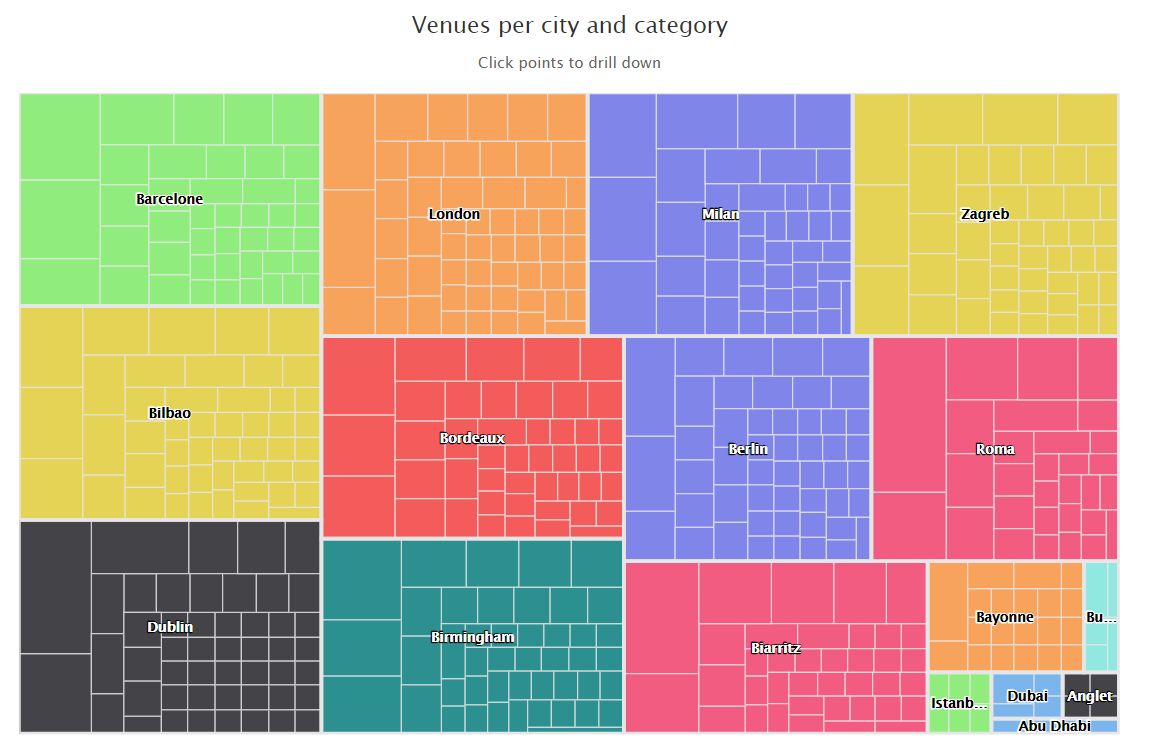 Venues per city and category
Click points to drill down
Barcelone
London
Milan
Zagreb
Bilbao
Bordeaux
Berlin
Roma
Dublin
Birmingham
Biarritz
Bayonne
Bu...
Istanb...
Dubai
Anglet
Abu Dhabi